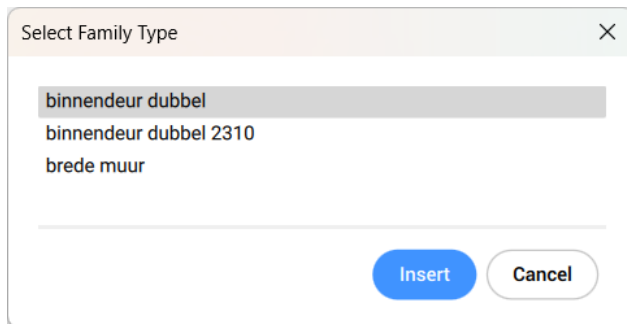 Select Family Type
binnendeur dubbel
binnendeur dubbel 2310
brede muur
Insert
Cancel